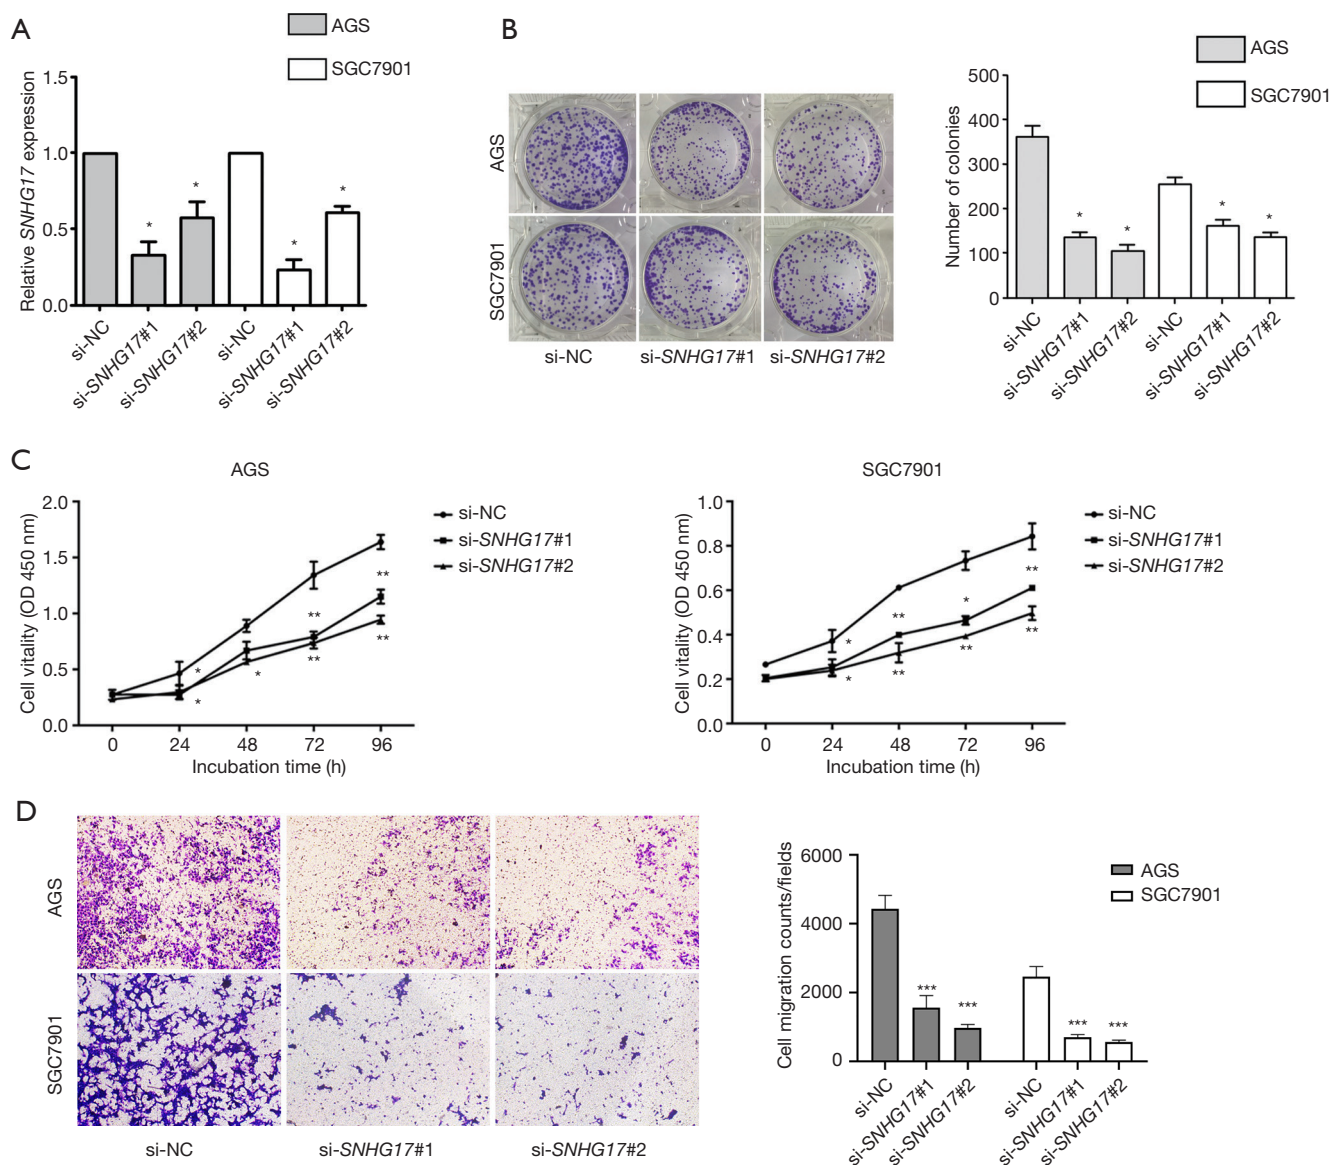 A
AGS
SGC7901
Relative SNHG17 expression
1.5
1.0
0.5
0.0
*
*
*
*
si-NC
si-SNHG17#1
si-SNHG17#2
si-NC
si-SNHG17#1
si-SNHG17#2
B
AGS
SGC7901
si-NC
si-SNHG17#1
si-SNHG17#2
AGS
SGC7901
Number of colonies
500
400
300
200
100
0
*
*
*
*
si-NC
si-SNHG17#1
si-SNHG17#2
si-NC
si-SNHG17#1
si-SNHG17#2
C
AGS
Cell vitality (OD 450 nm)
2.0
1.5
1.0
0.5
0.0
si-NC
si-SNHG17#1
si-SNHG17#2
*
*
*
**
**
**
**
0 24 48 72 96
Incubation time (h)
SGC7901
Cell vitality (OD 450 nm)
1.0
0.8
0.6
0.4
0.2
0.0
si-NC
si-SNHG17#1
si-SNHG17#2
*
*
**
**
*
**
**
**
0 24 48 72 96
Incubation time (h)
D
AGS
SGC7901
si-NC
si-SNHG17#1
si-SNHG17#2
Cell migration counts/fields
6000
4000
2000
0
AGS
SGC7901
***
***
***
***
si-NC
si-SNHG17#1
si-SNHG17#2
si-NC
si-SNHG17#1
si-SNHG17#2